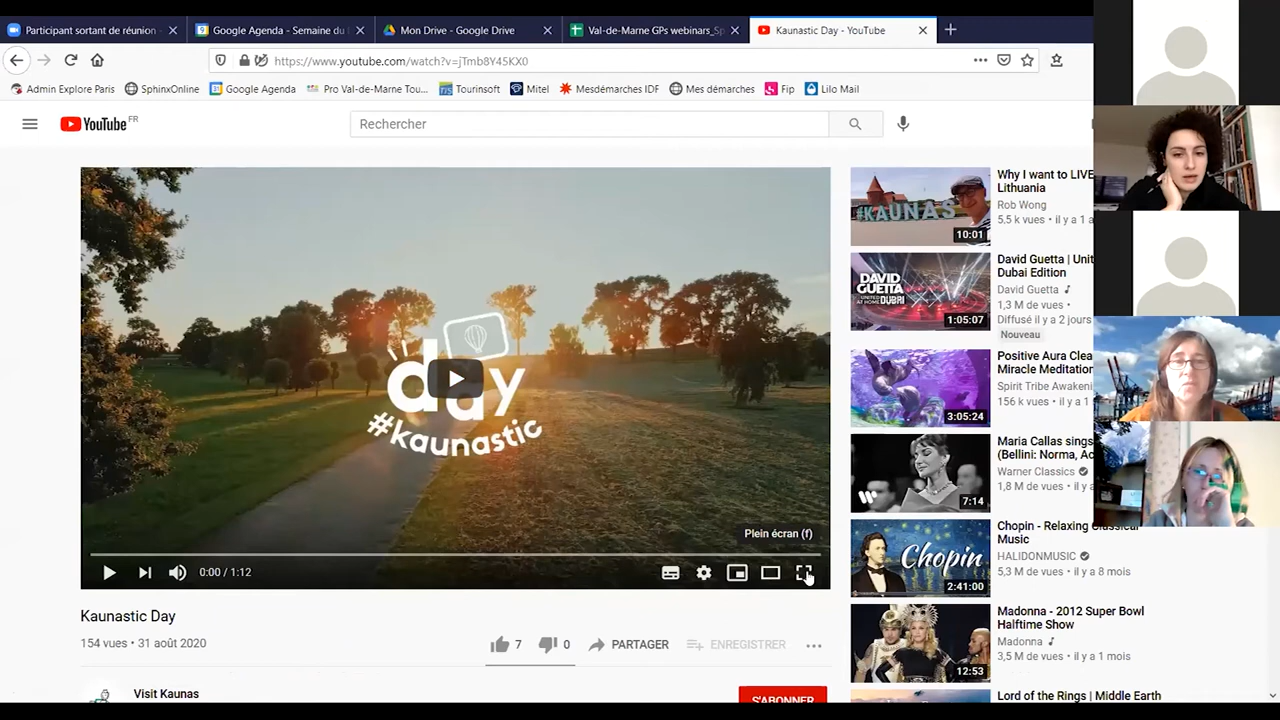 Participant sortant de réunion
Google Agenda - Semaine du
Mon Drive - Google Drive
Val-de-Marne GPs webinars_Sp
Kaunastic Day - YouTube
https://www.youtube.com/watch?v=jTmb8Y45KX0
Admin Explore Paris
SphinxOnline
Google Agenda
Pro Val-de-Marne Tou...
Tourinsoft
Mitel
Mesdémarches IDF
Mes démarches
Fip
Lilo Mail
YouTube FR
Rechercher
day
#kaunastic
Plein écran (f)
0:00 / 1:12
Kaunastic Day
154 vues • 31 août 2020
7
0
PARTAGER
ENREGISTRER
Visit Kaunas
S'ABONNER
#KAUNAS
10:01
Why I want to LIVE
Lithuania
Rob Wong
5,5 k vues • il y a 1 a
DAVID
GUETTA
UNITED
AT HOME DUBAI
1:05:07
David Guetta | Unit
Dubai Edition
David Guetta
1,3 M de vues •
Diffusé il y a 2 jours
Nouveau
3:05:24
Positive Aura Clea
Miracle Meditation
Spirit Tribe Awakeni
156 k vues • il y a 1
7:14
Maria Callas sings
(Bellini: Norma, Ac
Warner Classics
1,8 M de vues • il y a
Chopin
2:41:00
Chopin - Relaxing Classical
Music
HALIDONMUSIC
5,3 M de vues • il y a 8 mois
12:53
Madonna - 2012 Super Bowl
Halftime Show
Madonna
3,5 M de vues • il y a 1 mois
Lord of the Rings | Middle Earth